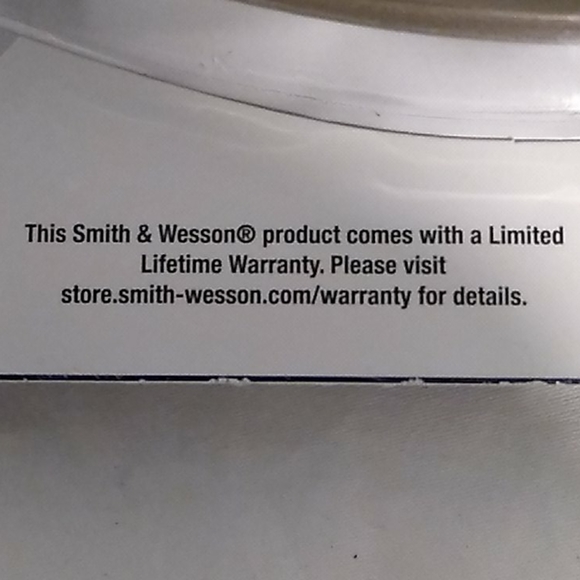 This Smith & Wesson® product comes with a Limited
Lifetime Warranty. Please visit
store.smith-wesson.com/warranty for details.